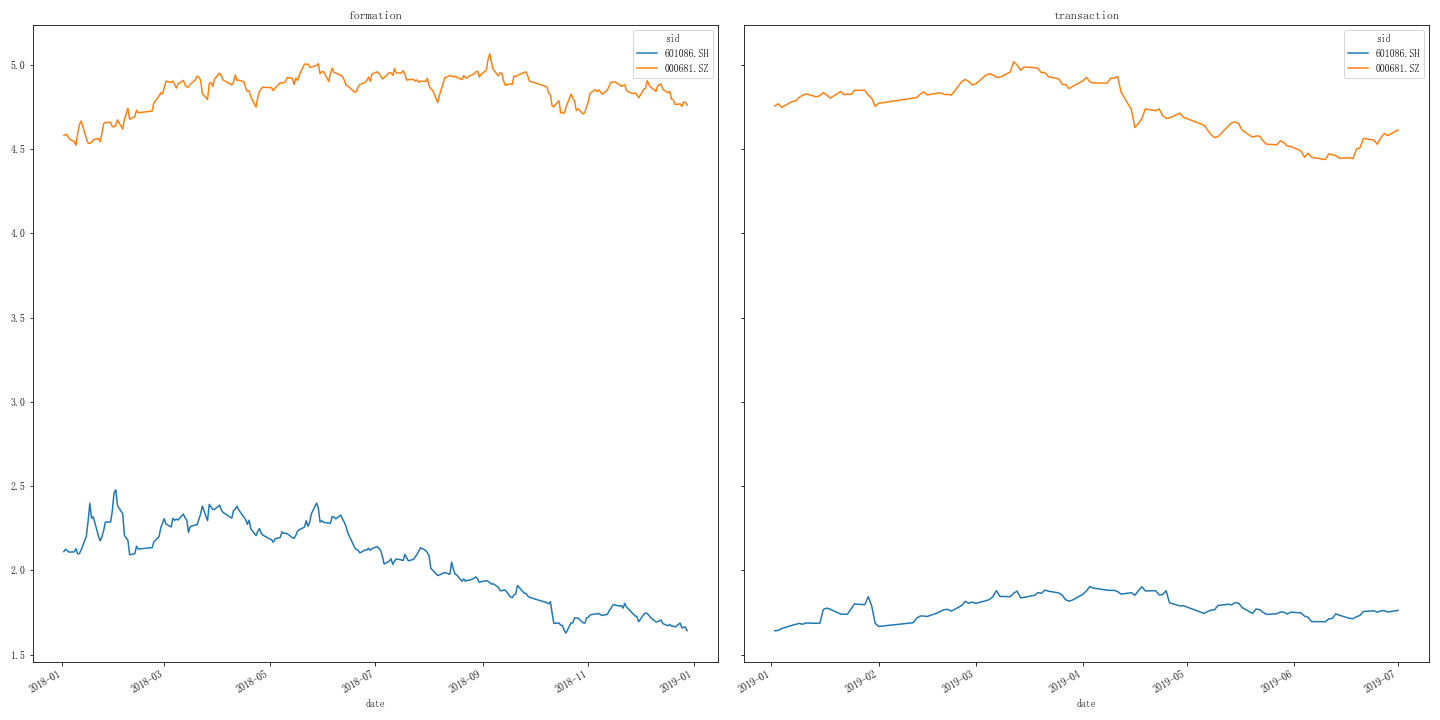 formation
sid
601086.SH
000681.SZ
5.0
4.5
4.0
3.5
3.0
2.5
2.0
1.5
2018-01
2018-03
2018-05
2018-07
2018-09
2018-11
2019-01
date
transaction
sid
601086.SH
000681.SZ
2019-01
2019-02
2019-03
2019-04
2019-05
2019-06
2019-07
date